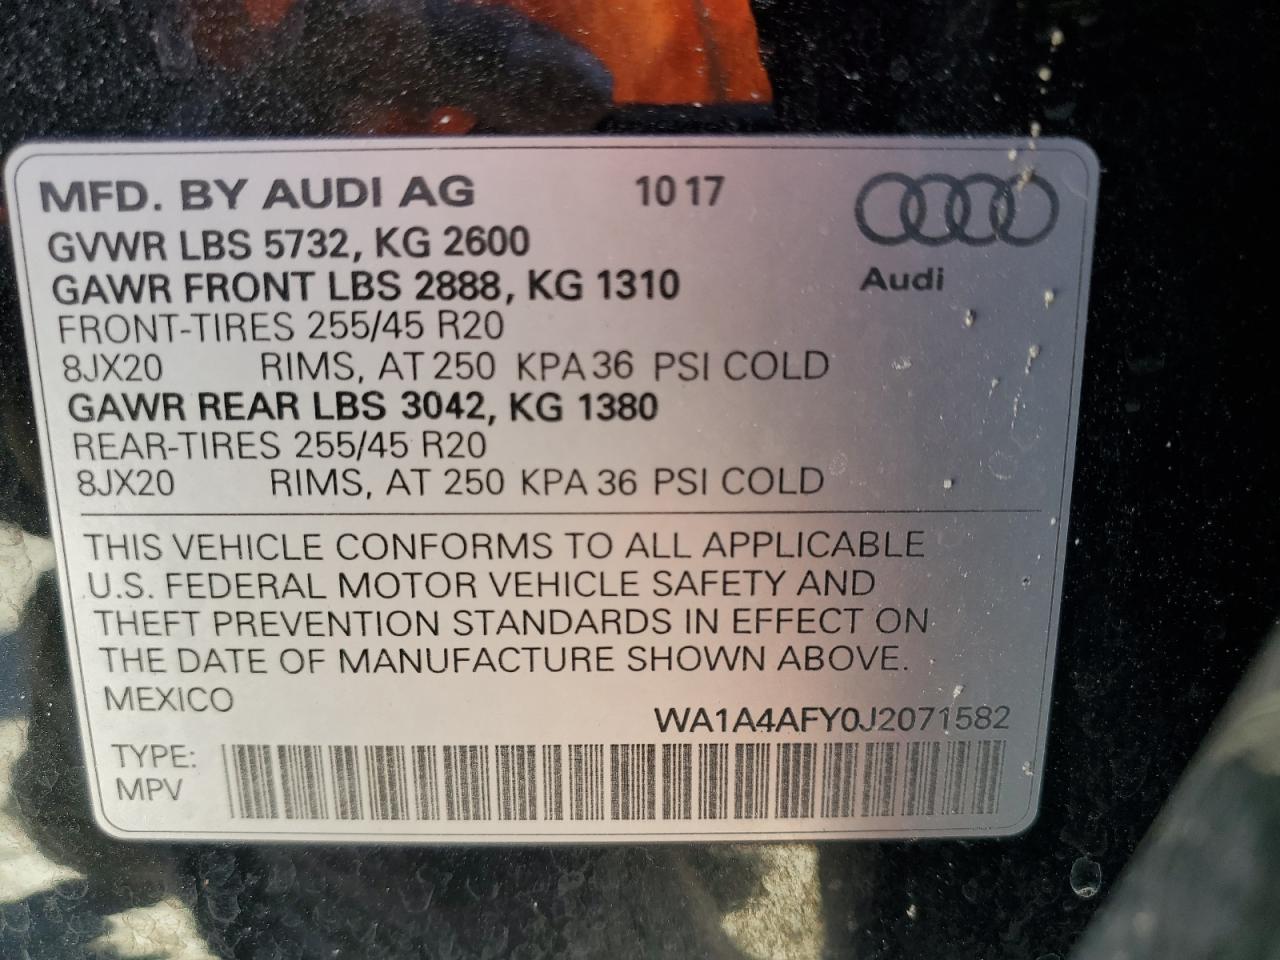 MFD. BY AUDI AG 10 17
GVWR LBS 5732, KG 2600
GAWR FRONT LBS 2888, KG 1310
Audi
FRONT-TIRES 255/45 R20
8JX20 RIMS, AT 250 KPA 36 PSI COLD
GAWR REAR LBS 3042, KG 1380
REAR-TIRES 255/45 R20
8JX20 RIMS, AT 250 KPA 36 PSI COLD
THIS VEHICLE CONFORMS TO ALL APPLICABLE
U.S. FEDERAL MOTOR VEHICLE SAFETY AND
THEFT PREVENTION STANDARDS IN EFFECT ON
THE DATE OF MANUFACTURE SHOWN ABOVE.
MEXICO
WA1A4AFY0J2071582
TYPE:
MPV